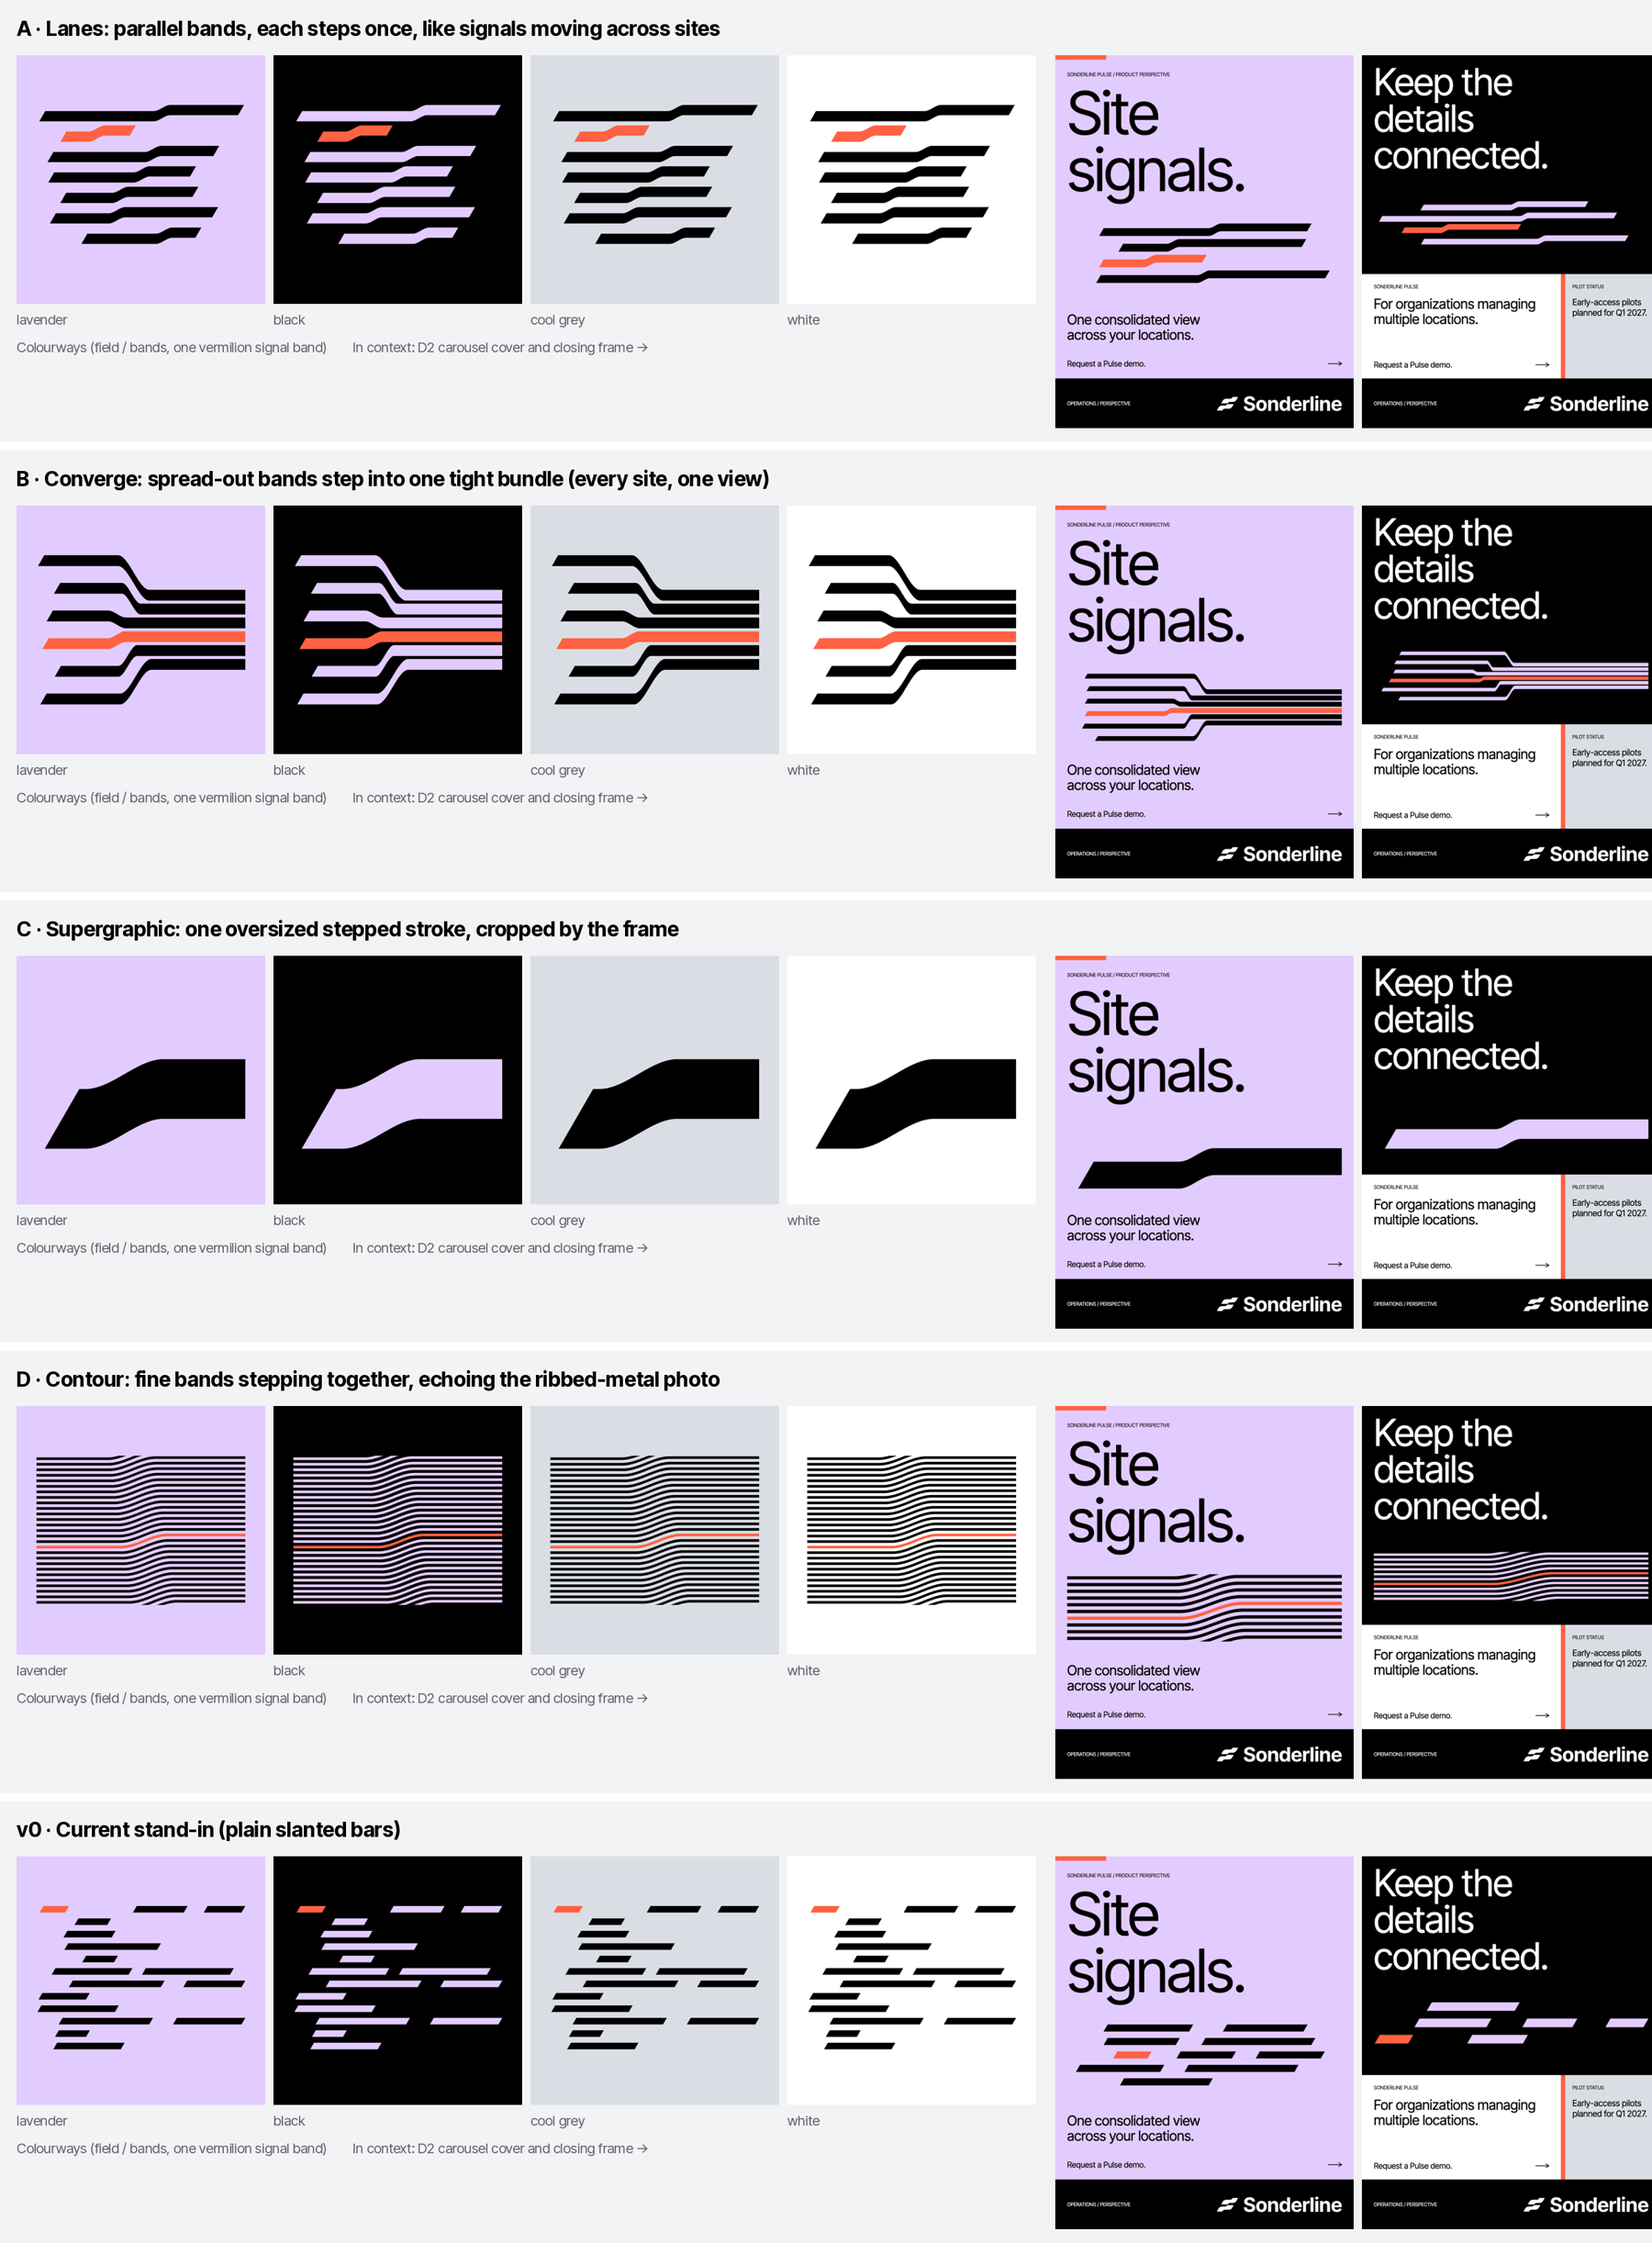 A · Lanes: parallel bands, each steps once, like signals moving across sites
lavender
black
cool grey
white
Colourways (field / bands, one vermilion signal band)
In context: D2 carousel cover and closing frame →
SONDERLINE PULSE / PRODUCT PERSPECTIVE
Site
signals.
One consolidated view
across your locations.
Request a Pulse demo. →
OPERATIONS / PERSPECTIVE
Sonderline
Keep the
details
connected.
SONDERLINE PULSE
For organizations managing
multiple locations.
Request a Pulse demo. →
PILOT STATUS
Early-access pilots
planned for Q1 2027.
OPERATIONS / PERSPECTIVE
Sonderline
B · Converge: spread-out bands step into one tight bundle (every site, one view)
lavender
black
cool grey
white
Colourways (field / bands, one vermilion signal band)
In context: D2 carousel cover and closing frame →
SONDERLINE PULSE / PRODUCT PERSPECTIVE
Site
signals.
One consolidated view
across your locations.
Request a Pulse demo. →
OPERATIONS / PERSPECTIVE
Sonderline
Keep the
details
connected.
SONDERLINE PULSE
For organizations managing
multiple locations.
Request a Pulse demo. →
PILOT STATUS
Early-access pilots
planned for Q1 2027.
OPERATIONS / PERSPECTIVE
Sonderline
C · Supergraphic: one oversized stepped stroke, cropped by the frame
lavender
black
cool grey
white
Colourways (field / bands, one vermilion signal band)
In context: D2 carousel cover and closing frame →
SONDERLINE PULSE / PRODUCT PERSPECTIVE
Site
signals.
One consolidated view
across your locations.
Request a Pulse demo. →
OPERATIONS / PERSPECTIVE
Sonderline
Keep the
details
connected.
SONDERLINE PULSE
For organizations managing
multiple locations.
Request a Pulse demo. →
PILOT STATUS
Early-access pilots
planned for Q1 2027.
OPERATIONS / PERSPECTIVE
Sonderline
D · Contour: fine bands stepping together, echoing the ribbed-metal photo
lavender
black
cool grey
white
Colourways (field / bands, one vermilion signal band)
In context: D2 carousel cover and closing frame →
SONDERLINE PULSE / PRODUCT PERSPECTIVE
Site
signals.
One consolidated view
across your locations.
Request a Pulse demo. →
OPERATIONS / PERSPECTIVE
Sonderline
Keep the
details
connected.
SONDERLINE PULSE
For organizations managing
multiple locations.
Request a Pulse demo. →
PILOT STATUS
Early-access pilots
planned for Q1 2027.
OPERATIONS / PERSPECTIVE
Sonderline
v0 · Current stand-in (plain slanted bars)
lavender
black
cool grey
white
Colourways (field / bands, one vermilion signal band)
In context: D2 carousel cover and closing frame →
SONDERLINE PULSE / PRODUCT PERSPECTIVE
Site
signals.
One consolidated view
across your locations.
Request a Pulse demo. →
OPERATIONS / PERSPECTIVE
Sonderline
Keep the
details
connected.
SONDERLINE PULSE
For organizations managing
multiple locations.
Request a Pulse demo. →
PILOT STATUS
Early-access pilots
planned for Q1 2027.
OPERATIONS / PERSPECTIVE
Sonderline